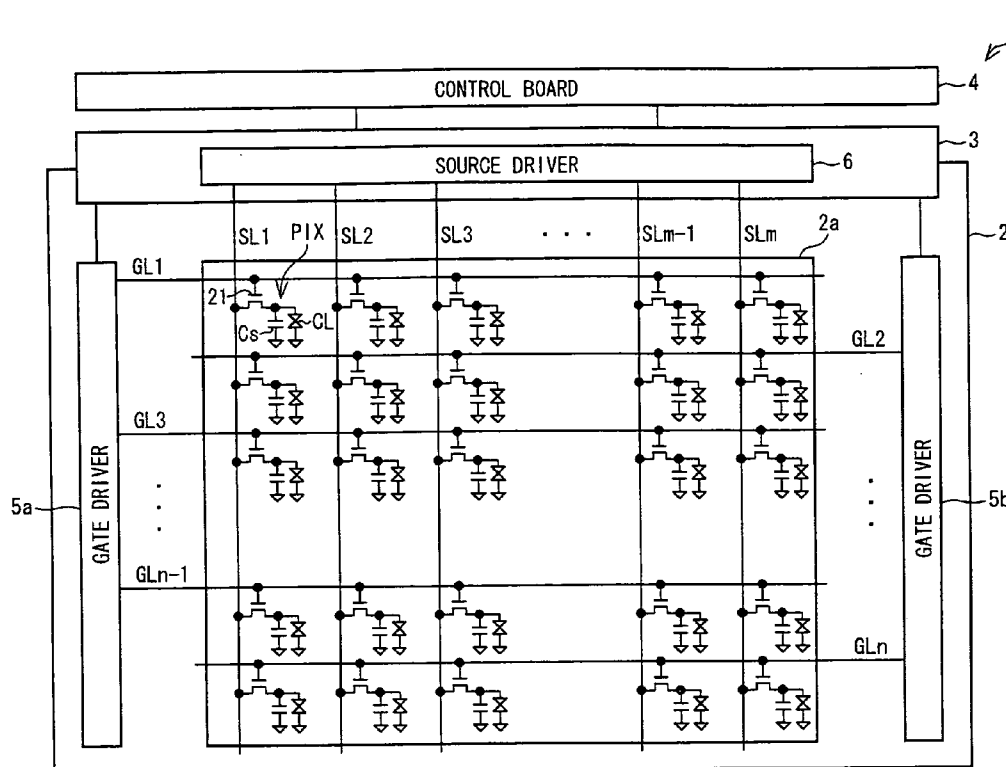 CONTROL BOARD
4
3
SOURCE DRIVER
6
SL1
PIX
SL2
SL3
. . .
SLm-1
SLm
2a
2
GL1
21
Cs
CL
GL2
GL3
GATE DRIVER
5a
GATE DRIVER
5b
GLn-1
GLn